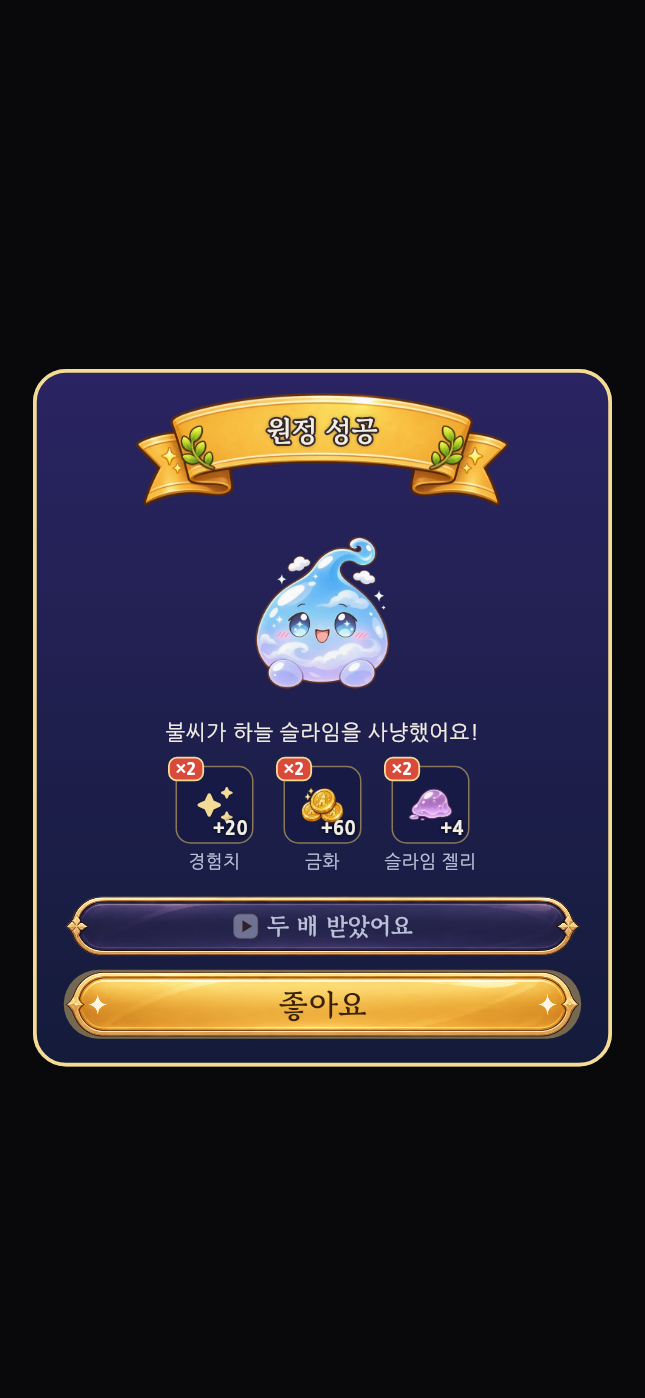 원정 성공
불씨가 하늘 슬라임을 사냥했어요!
×2 ×2 ×2
+20 +60 +4
경험치 금화 슬라임 젤리
두 배 받았어요
좋아요